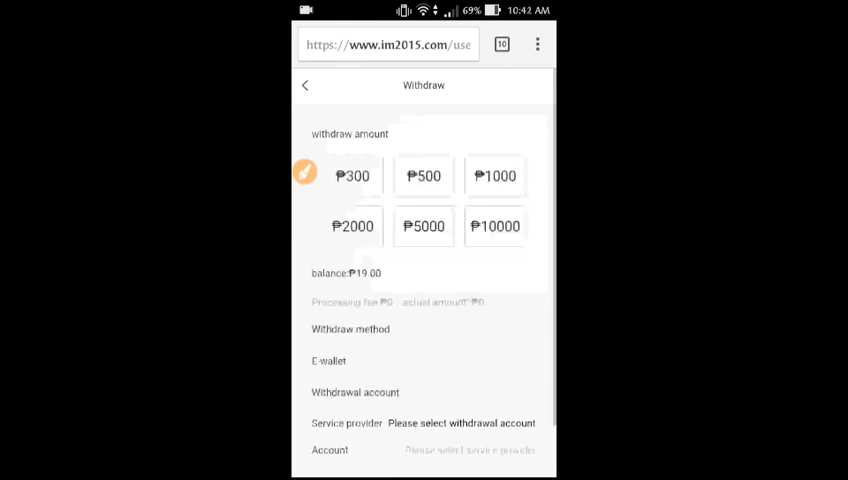 69% 10:42 AM
https://www.im2015.com/use 10
Withdraw
withdraw amount
₱300 ₱500 ₱1000
₱2000 ₱5000 ₱10000
balance:₱19.00
Processing fee ₱0 , actual amount ₱0
Withdraw method
E-wallet
Withdrawal account
Service provider Please select withdrawal account
Account Please select service provider